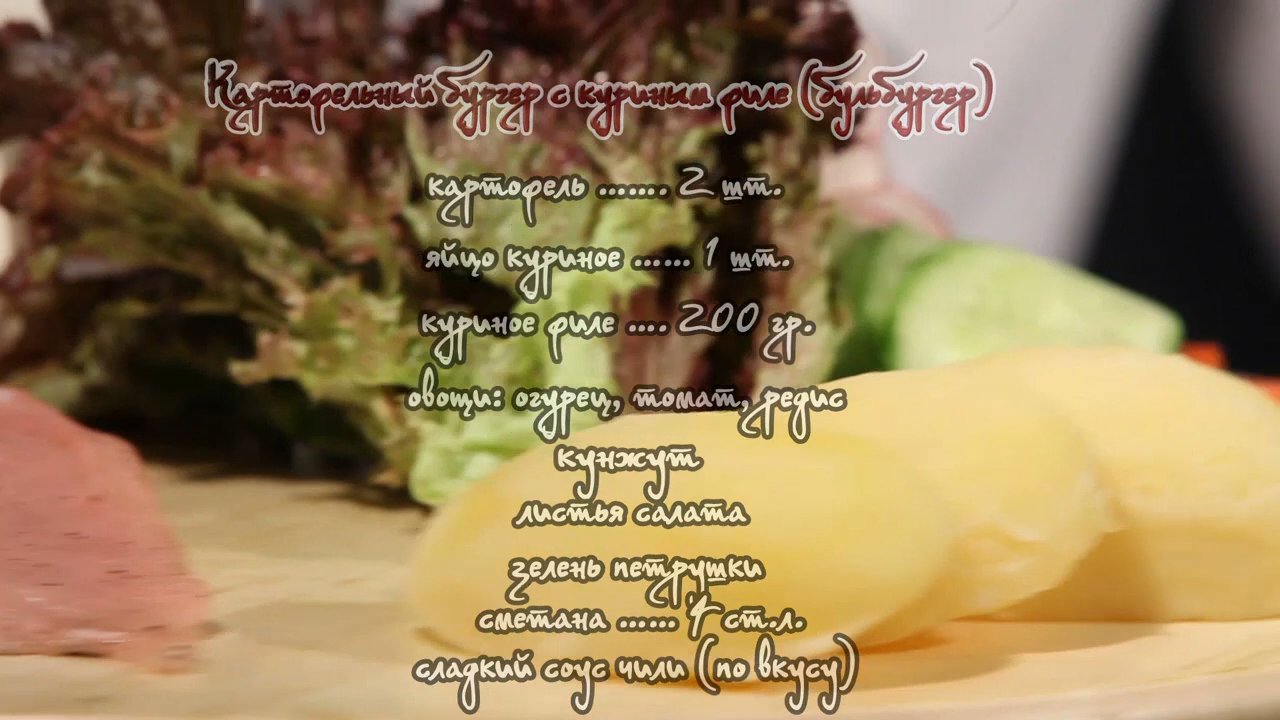 Картофельный бургер с куриным филе (бульбургер)
картофель ....... 2 шт.
яйцо куриное ...... 1 шт.
куриное филе .... 200 гр.
овощи: огурец, томат, редис
кунжут
листья салата
зелень петрушки
сметана ...... 4 ст.л.
сладкий соус чили (по вкусу)